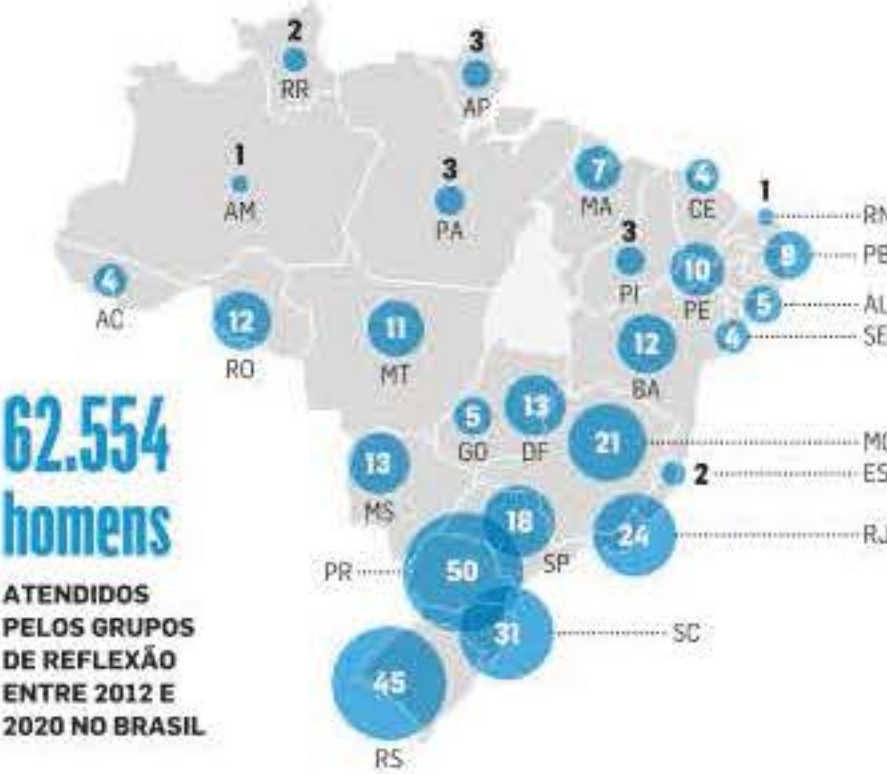 2
RR
3
AP
1
AM
3
PA
7
MA
4
CE
1
RN
3
PI
10
PE
9
PB
5
AL
4
SE
4
AC
12
RO
11
MT
12
BA
5
GO
13
DF
21
2
ES
13
MS
18
SP
24
RJ
PR
50
31
SC
45
RS
62.554
homens
ATENDIDOS
PELOS GRUPOS
DE REFLEXÃO
ENTRE 2012 E
2020 NO BRASIL